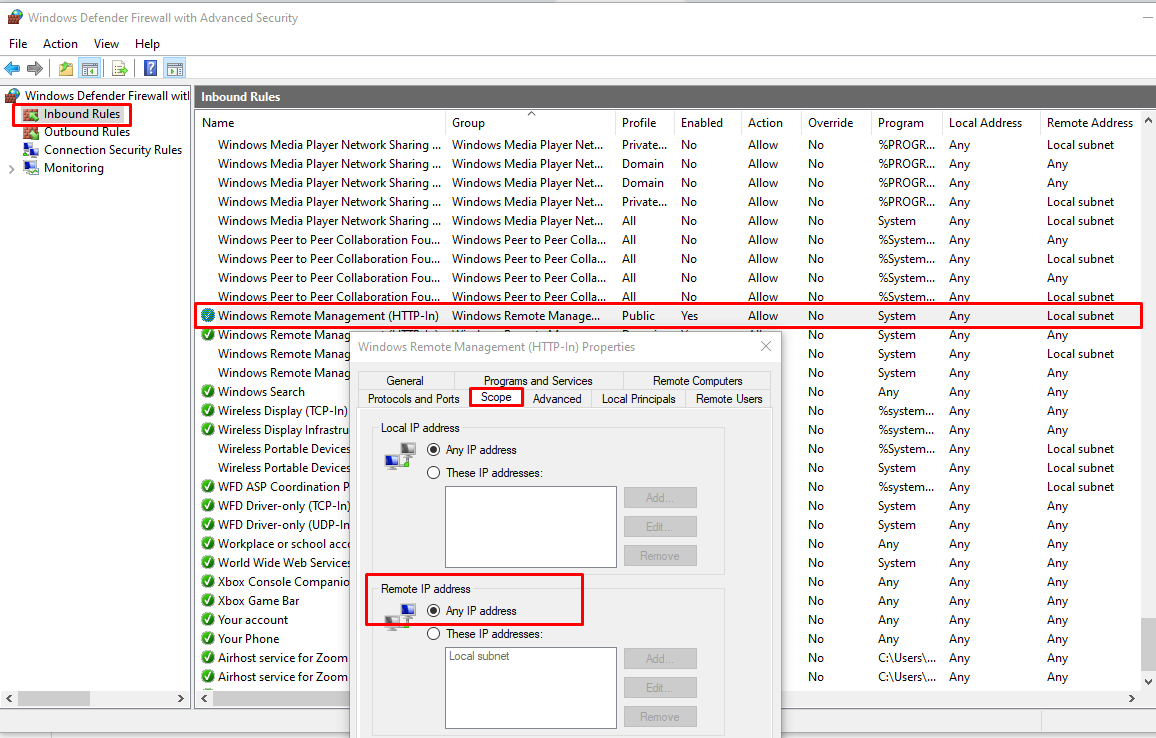 Windows Defender Firewall with Advanced Security
File Action View Help
Windows Defender Firewall wit
Inbound Rules
Outbound Rules
Connection Security Rules
Monitoring
Inbound Rules
Name Group Profile Enabled Action Override Program Local Address Remote Address
Windows Media Player Network Sharing ... Windows Media Player Net... Private... No Allow No %PROGR... Any Local subnet
Windows Media Player Network Sharing ... Windows Media Player Net... Domain No Allow No %PROGR... Any Any
Windows Media Player Network Sharing ... Windows Media Player Net... Domain No Allow No %PROGR... Any Any
Windows Media Player Network Sharing ... Windows Media Player Net... Private... No Allow No %PROGR... Any Local subnet
Windows Media Player Network Sharing ... Windows Media Player Net... All No Allow No System Any Local subnet
Windows Peer to Peer Collaboration Fou... Windows Peer to Peer Colla... All No Allow No %System... Any Any
Windows Peer to Peer Collaboration Fou... Windows Peer to Peer Colla... All No Allow No %System... Any Local subnet
Windows Peer to Peer Collaboration Fou... Windows Peer to Peer Colla... All No Allow No %System... Any Any
Windows Peer to Peer Collaboration Fou... Windows Peer to Peer Colla... All No Allow No %System... Any Local subnet
Windows Remote Management (HTTP-In) Windows Remote Manage... Public Yes Allow No System Any Local subnet
Windows Remote Manag No System Any Any
Windows Remote Manag No System Any Local subnet
Windows Remote Manag No System Any Any
Windows Search No Any Any Any
Wireless Display (TCP-In) No %system... Any Any
Wireless Display Infrastru No %system... Any Any
Wireless Portable Devices No System Any Local subnet
Wireless Portable Devices No System Any Local subnet
WFD ASP Coordination P No %system... Any Local subnet
WFD Driver-only (TCP-In) No System Any Any
WFD Driver-only (UDP-In No System Any Any
Workplace or school acco No Any Any Any
World Wide Web Services No System Any Any
Xbox Console Companio No Any Any Any
Xbox Game Bar No Any Any Any
Your account No Any Any Any
Your Phone No Any Any Any
Airhost service for Zoom No C:\Users\... Any Any
Airhost service for Zoom No C:\Users\... Any Any
Windows Remote Management (HTTP-In) Properties
General Programs and Services Remote Computers
Protocols and Ports Scope Advanced Local Principals Remote Users
Local IP address
Any IP address
These IP addresses:
Add...
Edit...
Remove
Remote IP address
Any IP address
These IP addresses:
Local subnet
Add...
Edit...
Remove